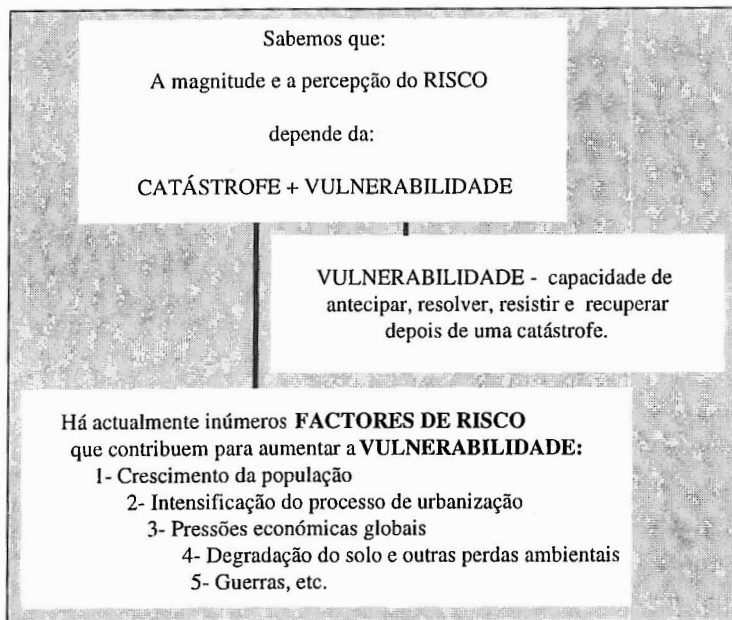 Sabemos que:
A magnitude e a percepção do RISCO
depende da:
CATÁSTROFE + VULNERABILIDADE
VULNERABILIDADE - capacidade de
antecipar, resolver, resistir e recuperar
depois de uma catástrofe.
Há actualmente inúmeros FACTORES DE RISCO
que contribuem para aumentar a VULNERABILIDADE:
1- Crescimento da população
2- Intensificação do processo de urbanização
3- Pressões económicas globais
4- Degradação do solo e outras perdas ambientais
5- Guerras, etc.